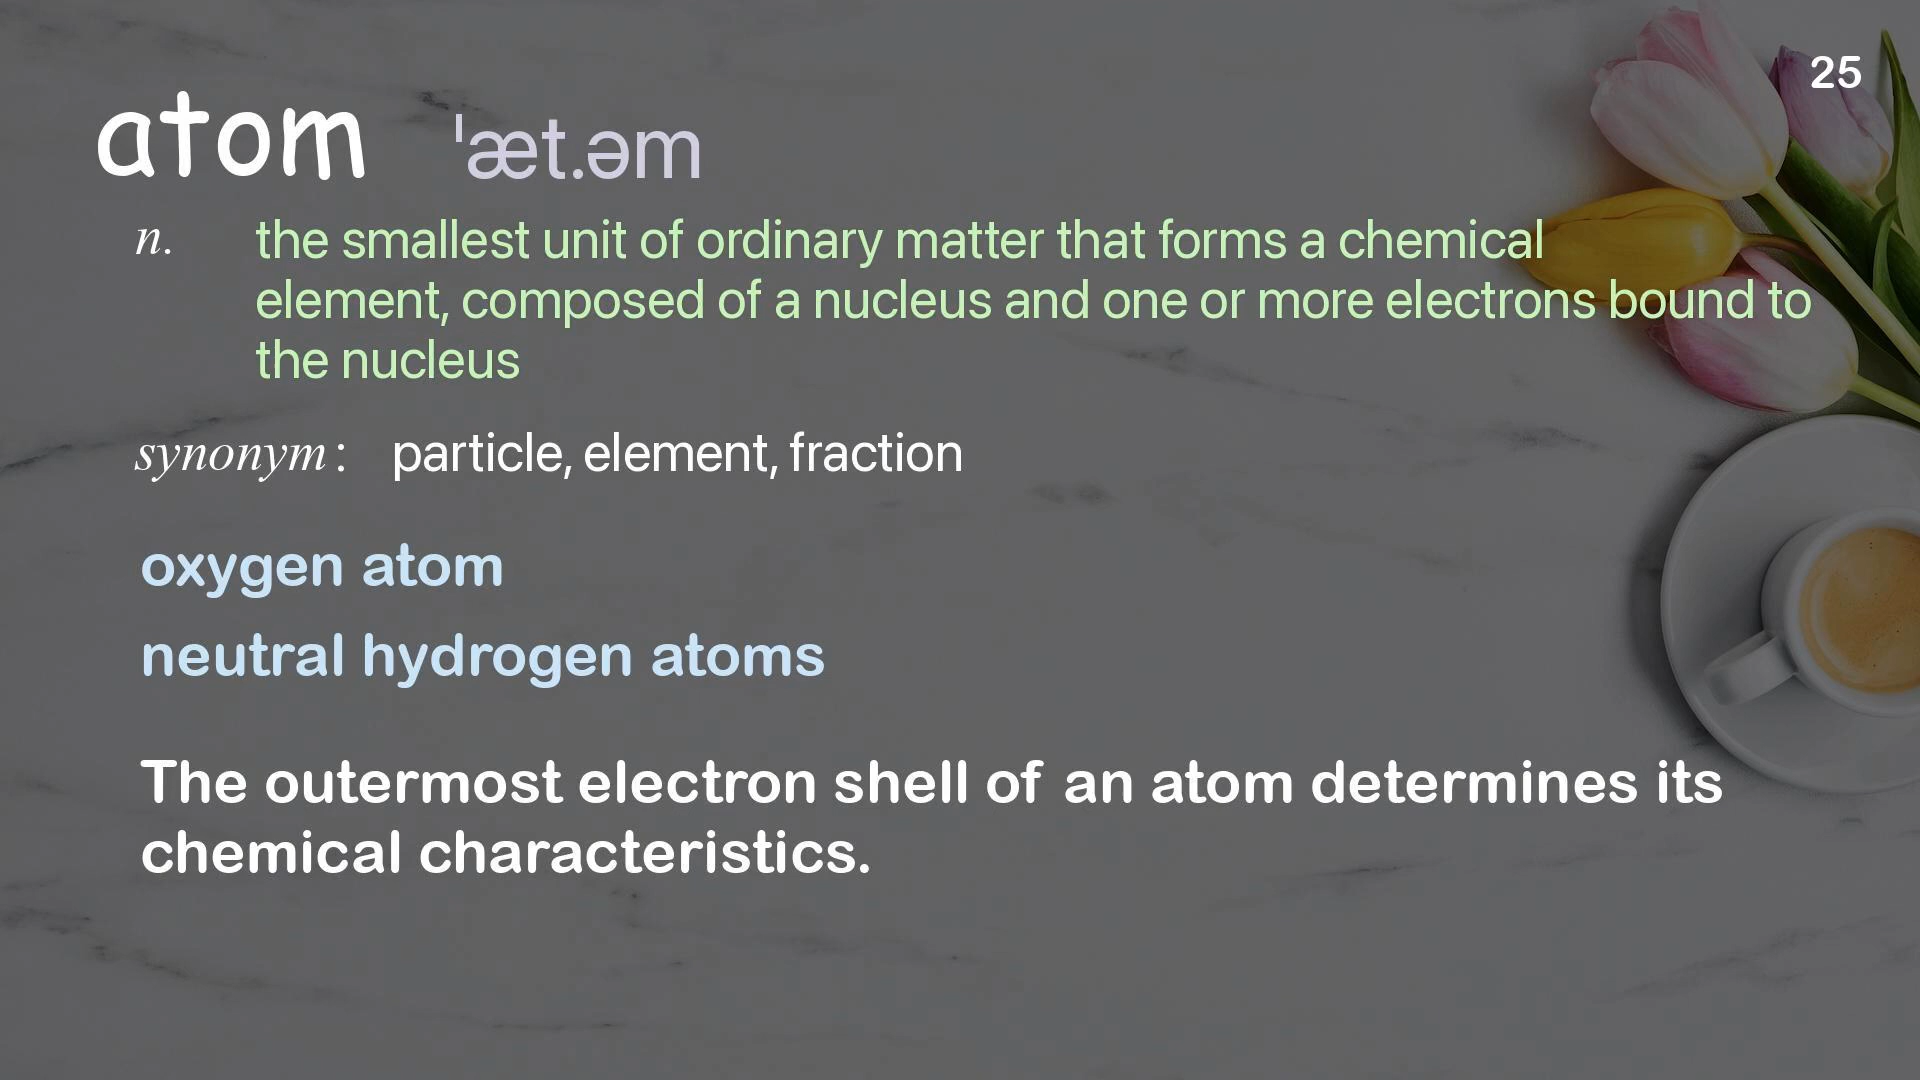 25
atom ˈæt.əm
n. the smallest unit of ordinary matter that forms a chemical
element, composed of a nucleus and one or more electrons bound to
the nucleus
synonym: particle, element, fraction
oxygen atom
neutral hydrogen atoms
The outermost electron shell of an atom determines its
chemical characteristics.